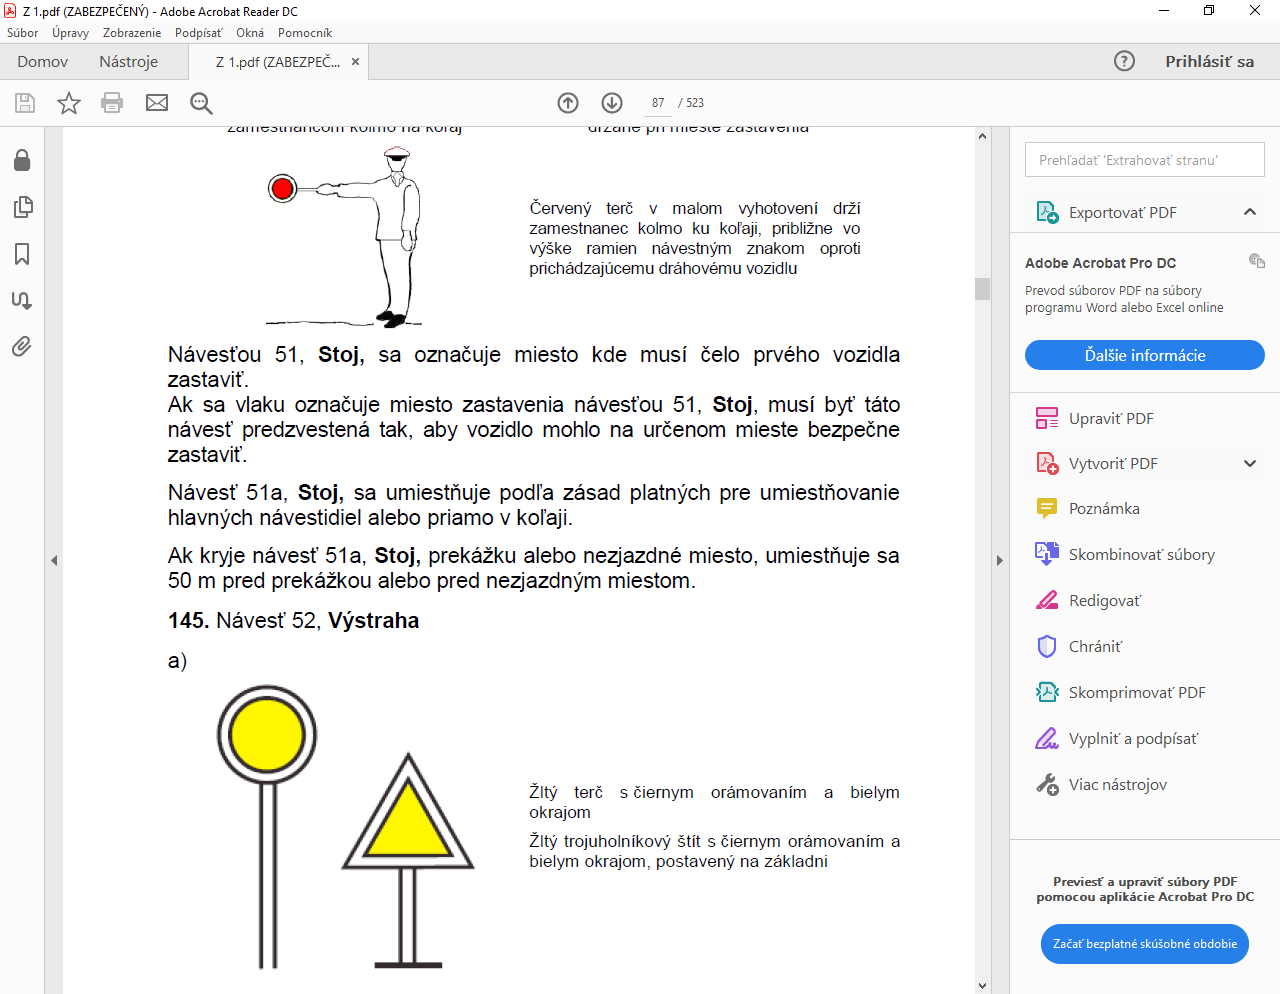 Z 1.pdf (ZABEZPEČENÝ) - Adobe Acrobat Reader DC
Súbor Úpravy Zobrazenie Podpísať Okná Pomocník
Domov Nástroje Z 1.pdf (ZABEZPEČ... × Prihlásiť sa
87 / 523
zamestnancom kolmo na koľaj
držané pri mieste zastavenia
Červený terč v malom vyhotovení drží
zamestnanec kolmo ku koľaji, približne vo
výške ramien návestným znakom oproti
prichádzajúcemu dráhovému vozidlu
Návesťou 51, Stoj, sa označuje miesto kde musí čelo prvého vozidla
zastaviť.
Ak sa vlaku označuje miesto zastavenia návesťou 51, Stoj, musí byť táto
návesť predzvestená tak, aby vozidlo mohlo na určenom mieste bezpečne
zastaviť.
Návesť 51a, Stoj, sa umiestňuje podľa zásad platných pre umiestňovanie
hlavných návestidiel alebo priamo v koľaji.
Ak kryje návesť 51a, Stoj, prekážku alebo nezjazdné miesto, umiestňuje sa
50 m pred prekážkou alebo pred nezjazdným miestom.
145. Návesť 52, Výstraha
a)
Žltý terč s čiernym orámovaním a bielym
okrajom
Žltý trojuholníkový štít s čiernym orámovaním a
bielym okrajom, postavený na základni
Prehľadať 'Extrahovať stranu'
Exportovať PDF
Adobe Acrobat Pro DC
Prevod súborov PDF na súbory
programu Word alebo Excel online
Ďalšie informácie
Upraviť PDF
Vytvoriť PDF
Poznámka
Skombinovať súbory
Redigovať
Chrániť
Skomprimovať PDF
Vyplniť a podpísať
Viac nástrojov
Previesť a upraviť súbory PDF
pomocou aplikácie Acrobat Pro DC
Začať bezplatné skúšobné obdobie